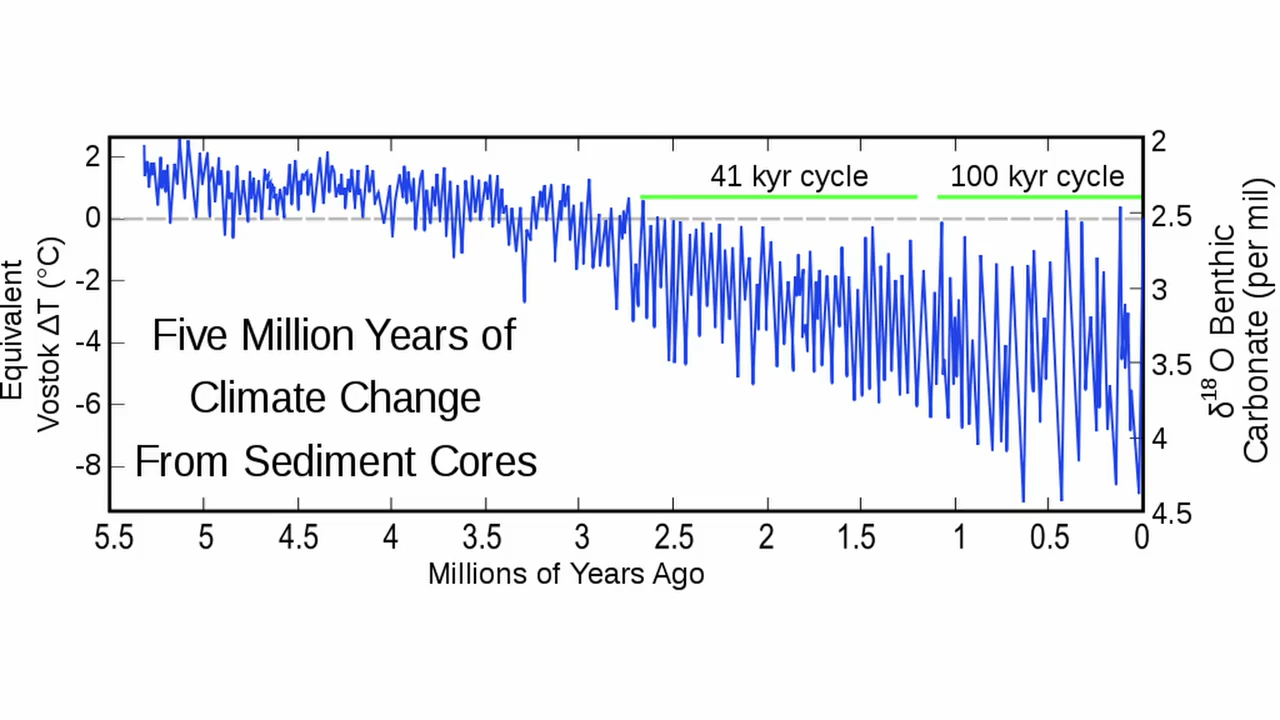 41 kyr cycle
100 kyr cycle
Five Million Years of
Climate Change
From Sediment Cores
Equivalent
Vostok ΔT (°C)
2
0
-2
-4
-6
-8
2
2.5
3
3.5
4
4.5
δ¹⁸ O Benthic
Carbonate (per mil)
5.5 5 4.5 4 3.5 3 2.5 2 1.5 1 0.5 0
Millions of Years Ago